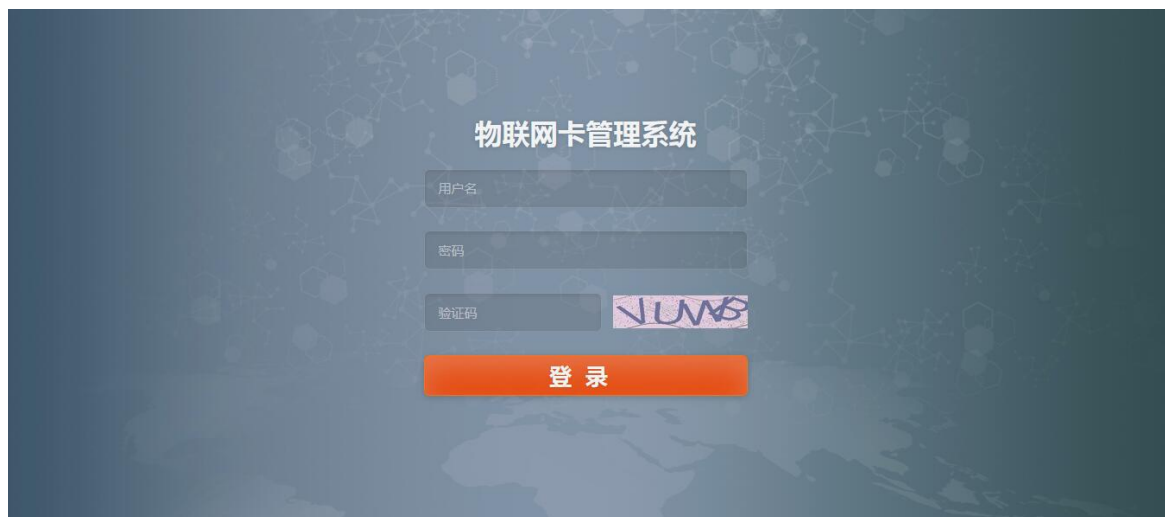 物联网卡管理系统
用户名
密码
验证码
登 录